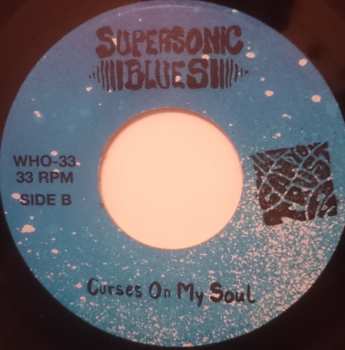 SUPERSONIC
BLUES
WHO-33
33 RPM
SIDE B
Curses On My Soul